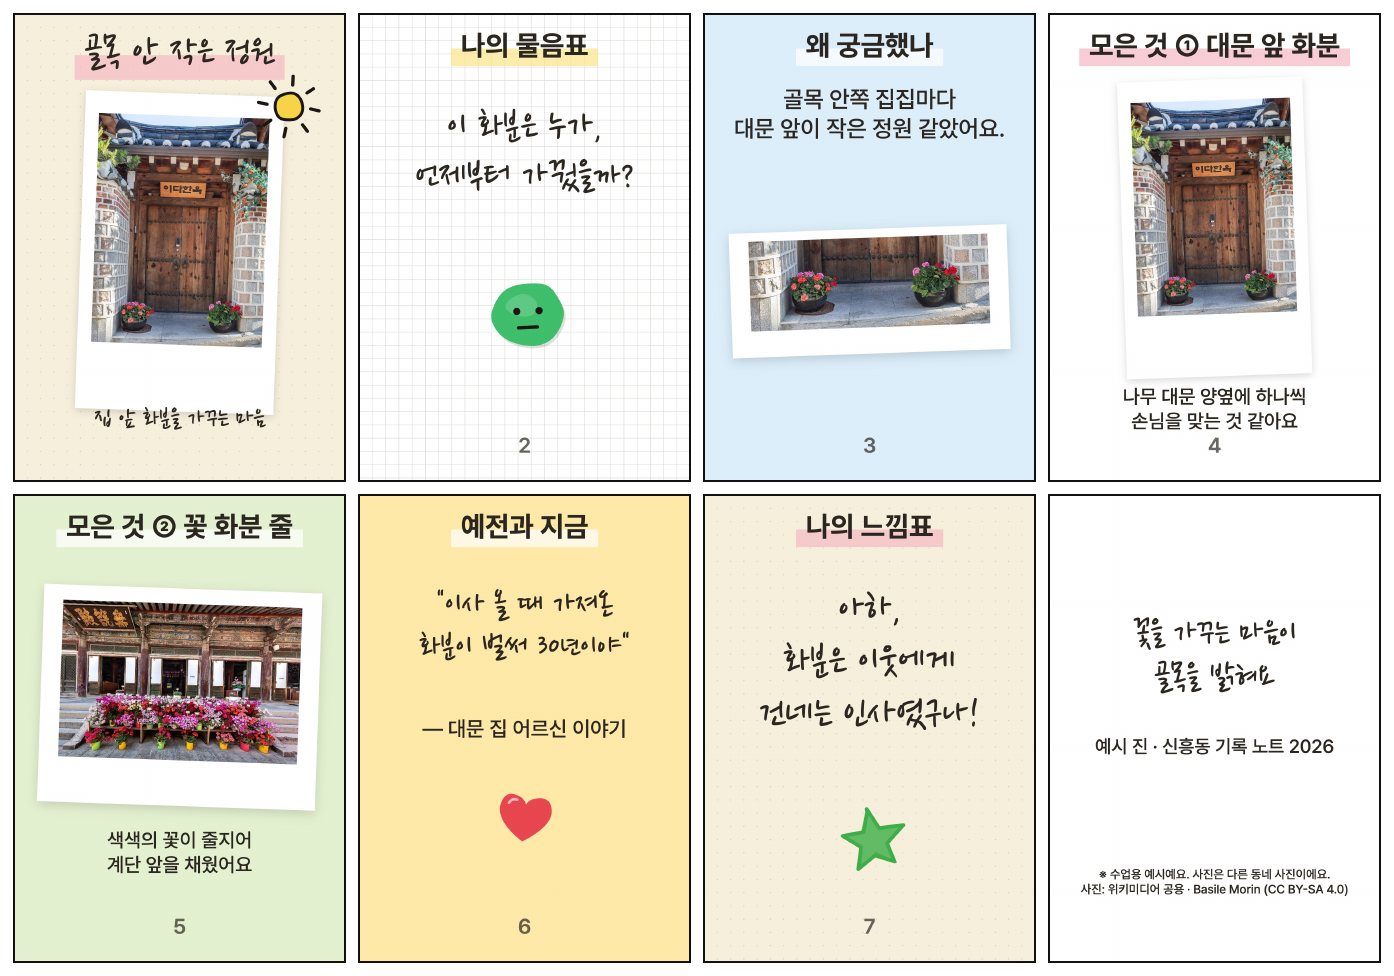 골목 안 작은 정원
이다한옥
집 앞 화분을 가꾸는 마음
나의 물음표
이 화분은 누가,
언제부터 가꿨을까?
2
왜 궁금했나
골목 안쪽 집집마다
대문 앞이 작은 정원 같았어요.
3
모은 것 ① 대문 앞 화분
이다한옥
나무 대문 양옆에 하나씩
손님을 맞는 것 같아요
4
모은 것 ② 꽃 화분 줄
색색의 꽃이 줄지어
계단 앞을 채웠어요
5
예전과 지금
"이사 올 때 가져온
화분이 벌써 30년이야"
— 대문 집 어르신 이야기
6
나의 느낌표
아하,
화분은 이웃에게
건네는 인사였구나!
7
꽃을 가꾸는 마음이
골목을 밝혀요
예시 진 · 신흥동 기록 노트 2026
※ 수업용 예시예요. 사진은 다른 동네 사진이에요.
사진: 위키미디어 공용 · Basile Morin (CC BY-SA 4.0)